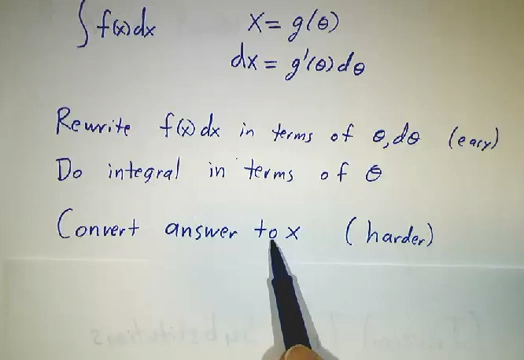 ∫ f(x)dx x = g(θ)
dx = g'(θ)dθ
Rewrite f(x)dx in terms of θ, dθ (easy)
Do integral in terms of θ
Convert answer to x (harder)